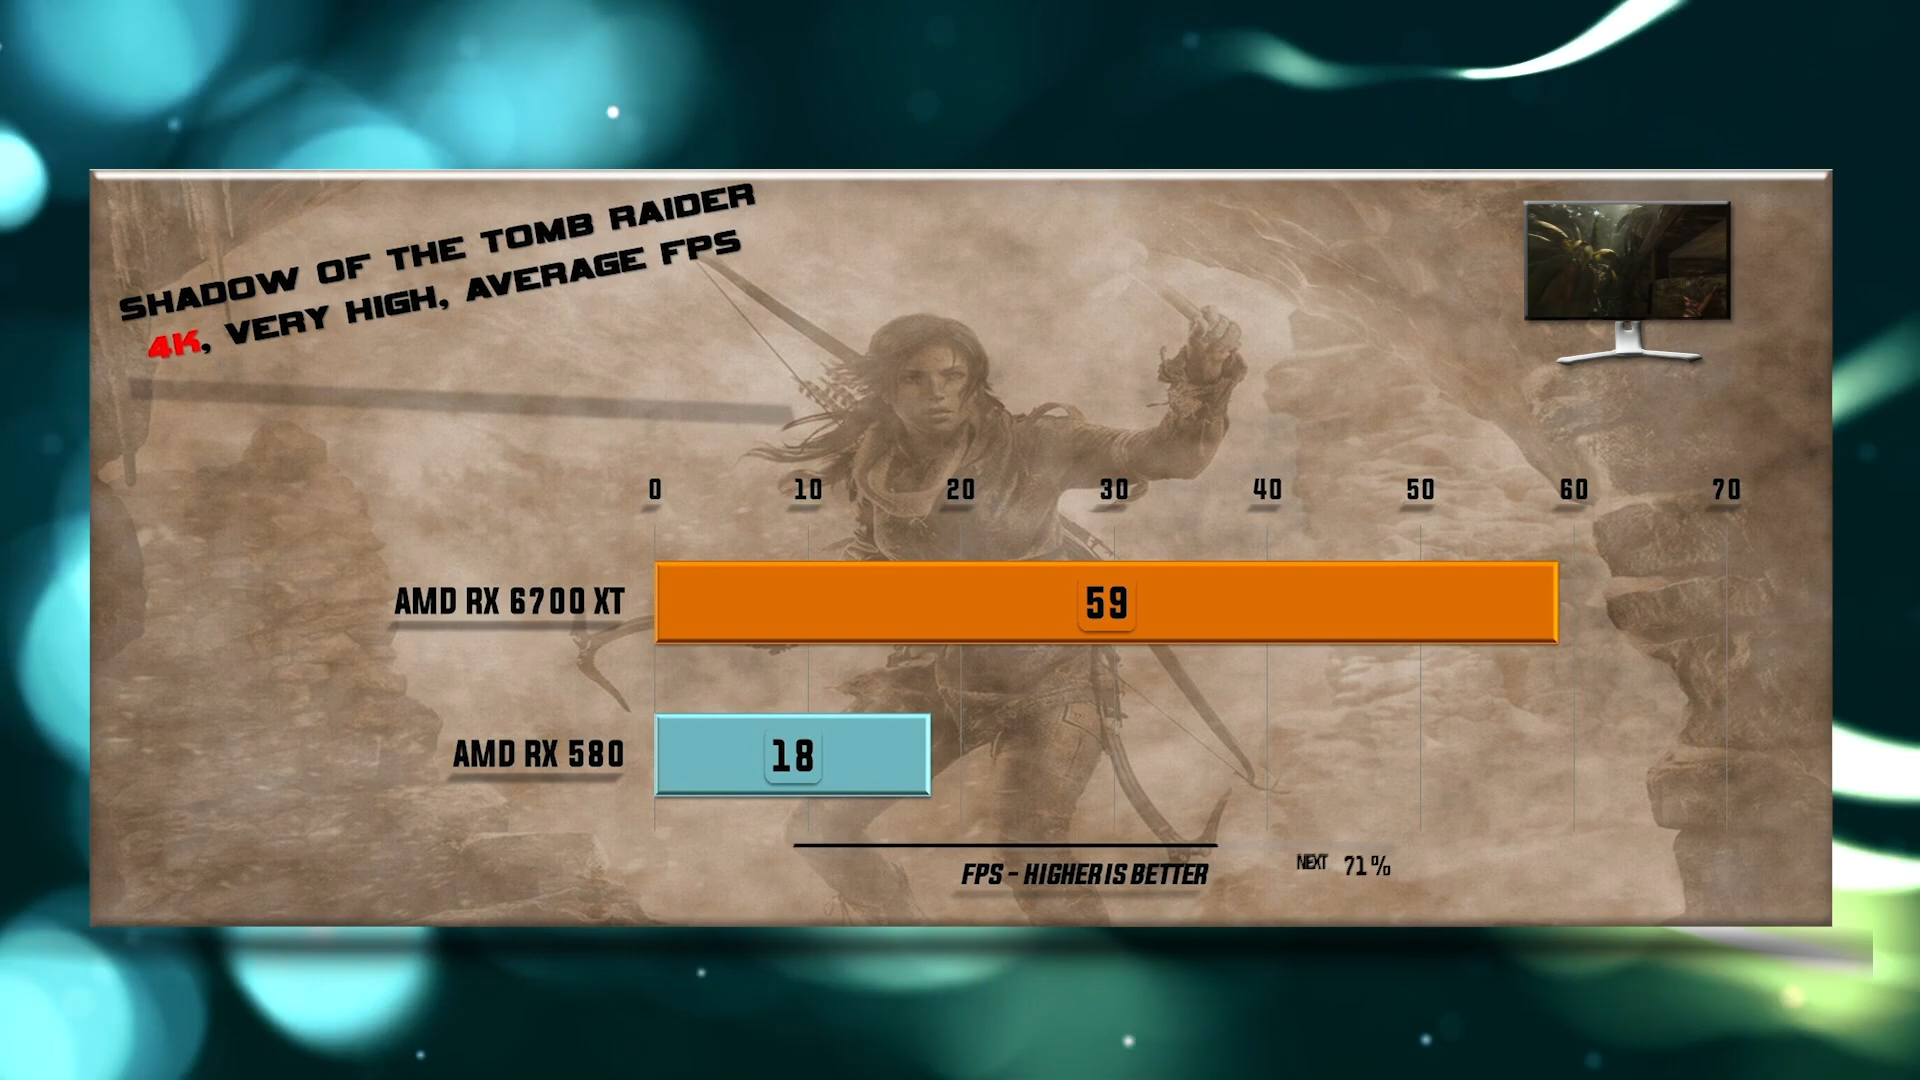 SHADOW OF THE TOMB RAIDER
4K, VERY HIGH, AVERAGE FPS
0 10 20 30 40 50 60 70
AMD RX 6700 XT 59
AMD RX 580 18
FPS - HIGHER IS BETTER
NEXT 71%